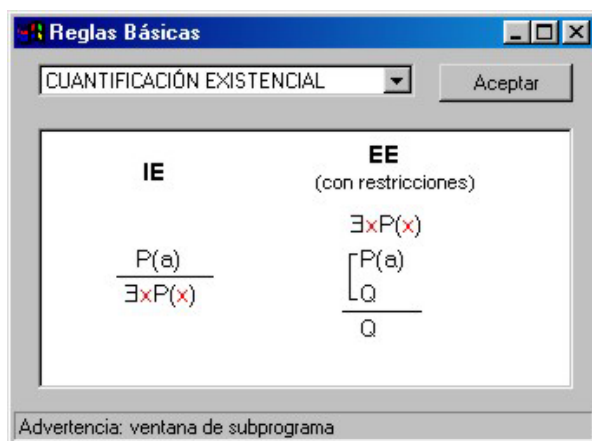 Reglas Básicas
CUANTIFICACIÓN EXISTENCIAL
Aceptar
IE
P(a)
∃xP(x)
EE
(con restricciones)
∃xP(x)
P(a)
Q
Q
Advertencia: ventana de subprograma